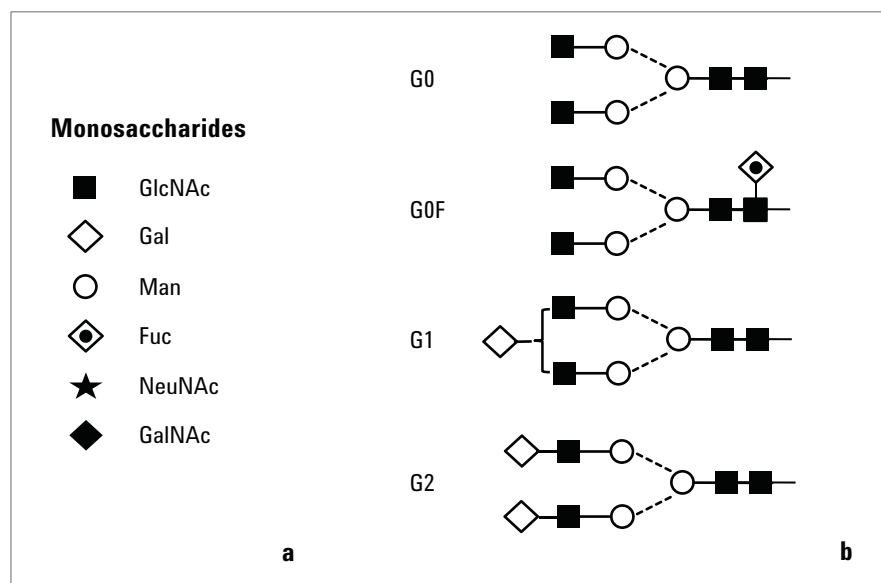 Monosaccharides
GlcNAc
Gal
Man
Fuc
NeuNAc
GalNAc
a
G0
G0F
G1
G2
b